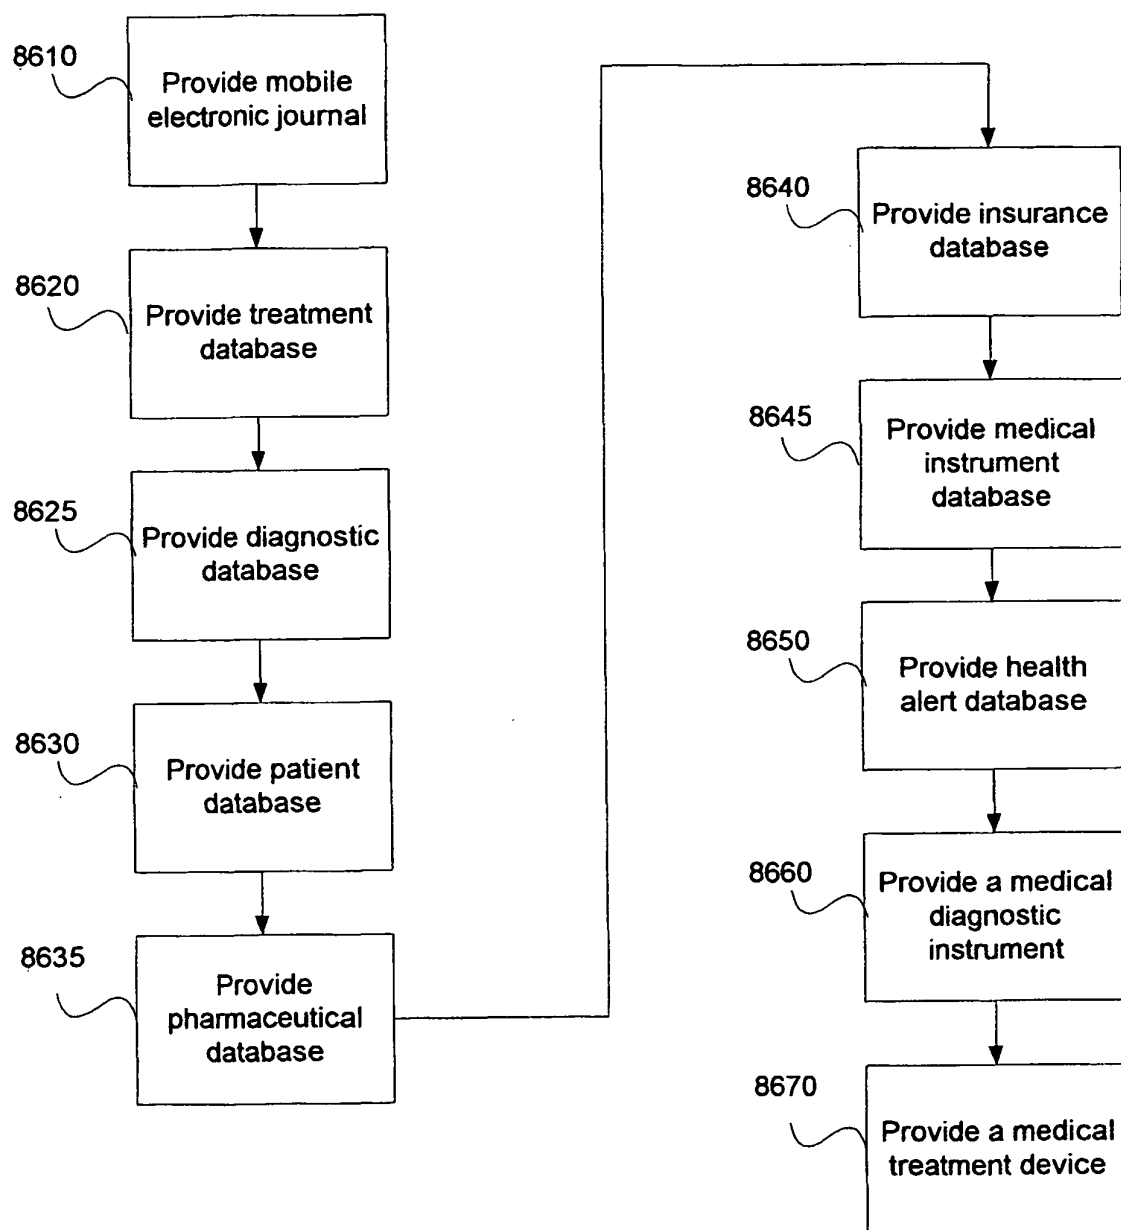 8610
Provide mobile
electronic journal
8620
Provide treatment
database
8625
Provide diagnostic
database
8630
Provide patient
database
8635
Provide
pharmaceutical
database
8640
Provide insurance
database
8645
Provide medical
instrument
database
8650
Provide health
alert database
8660
Provide a medical
diagnostic
instrument
8670
Provide a medical
treatment device